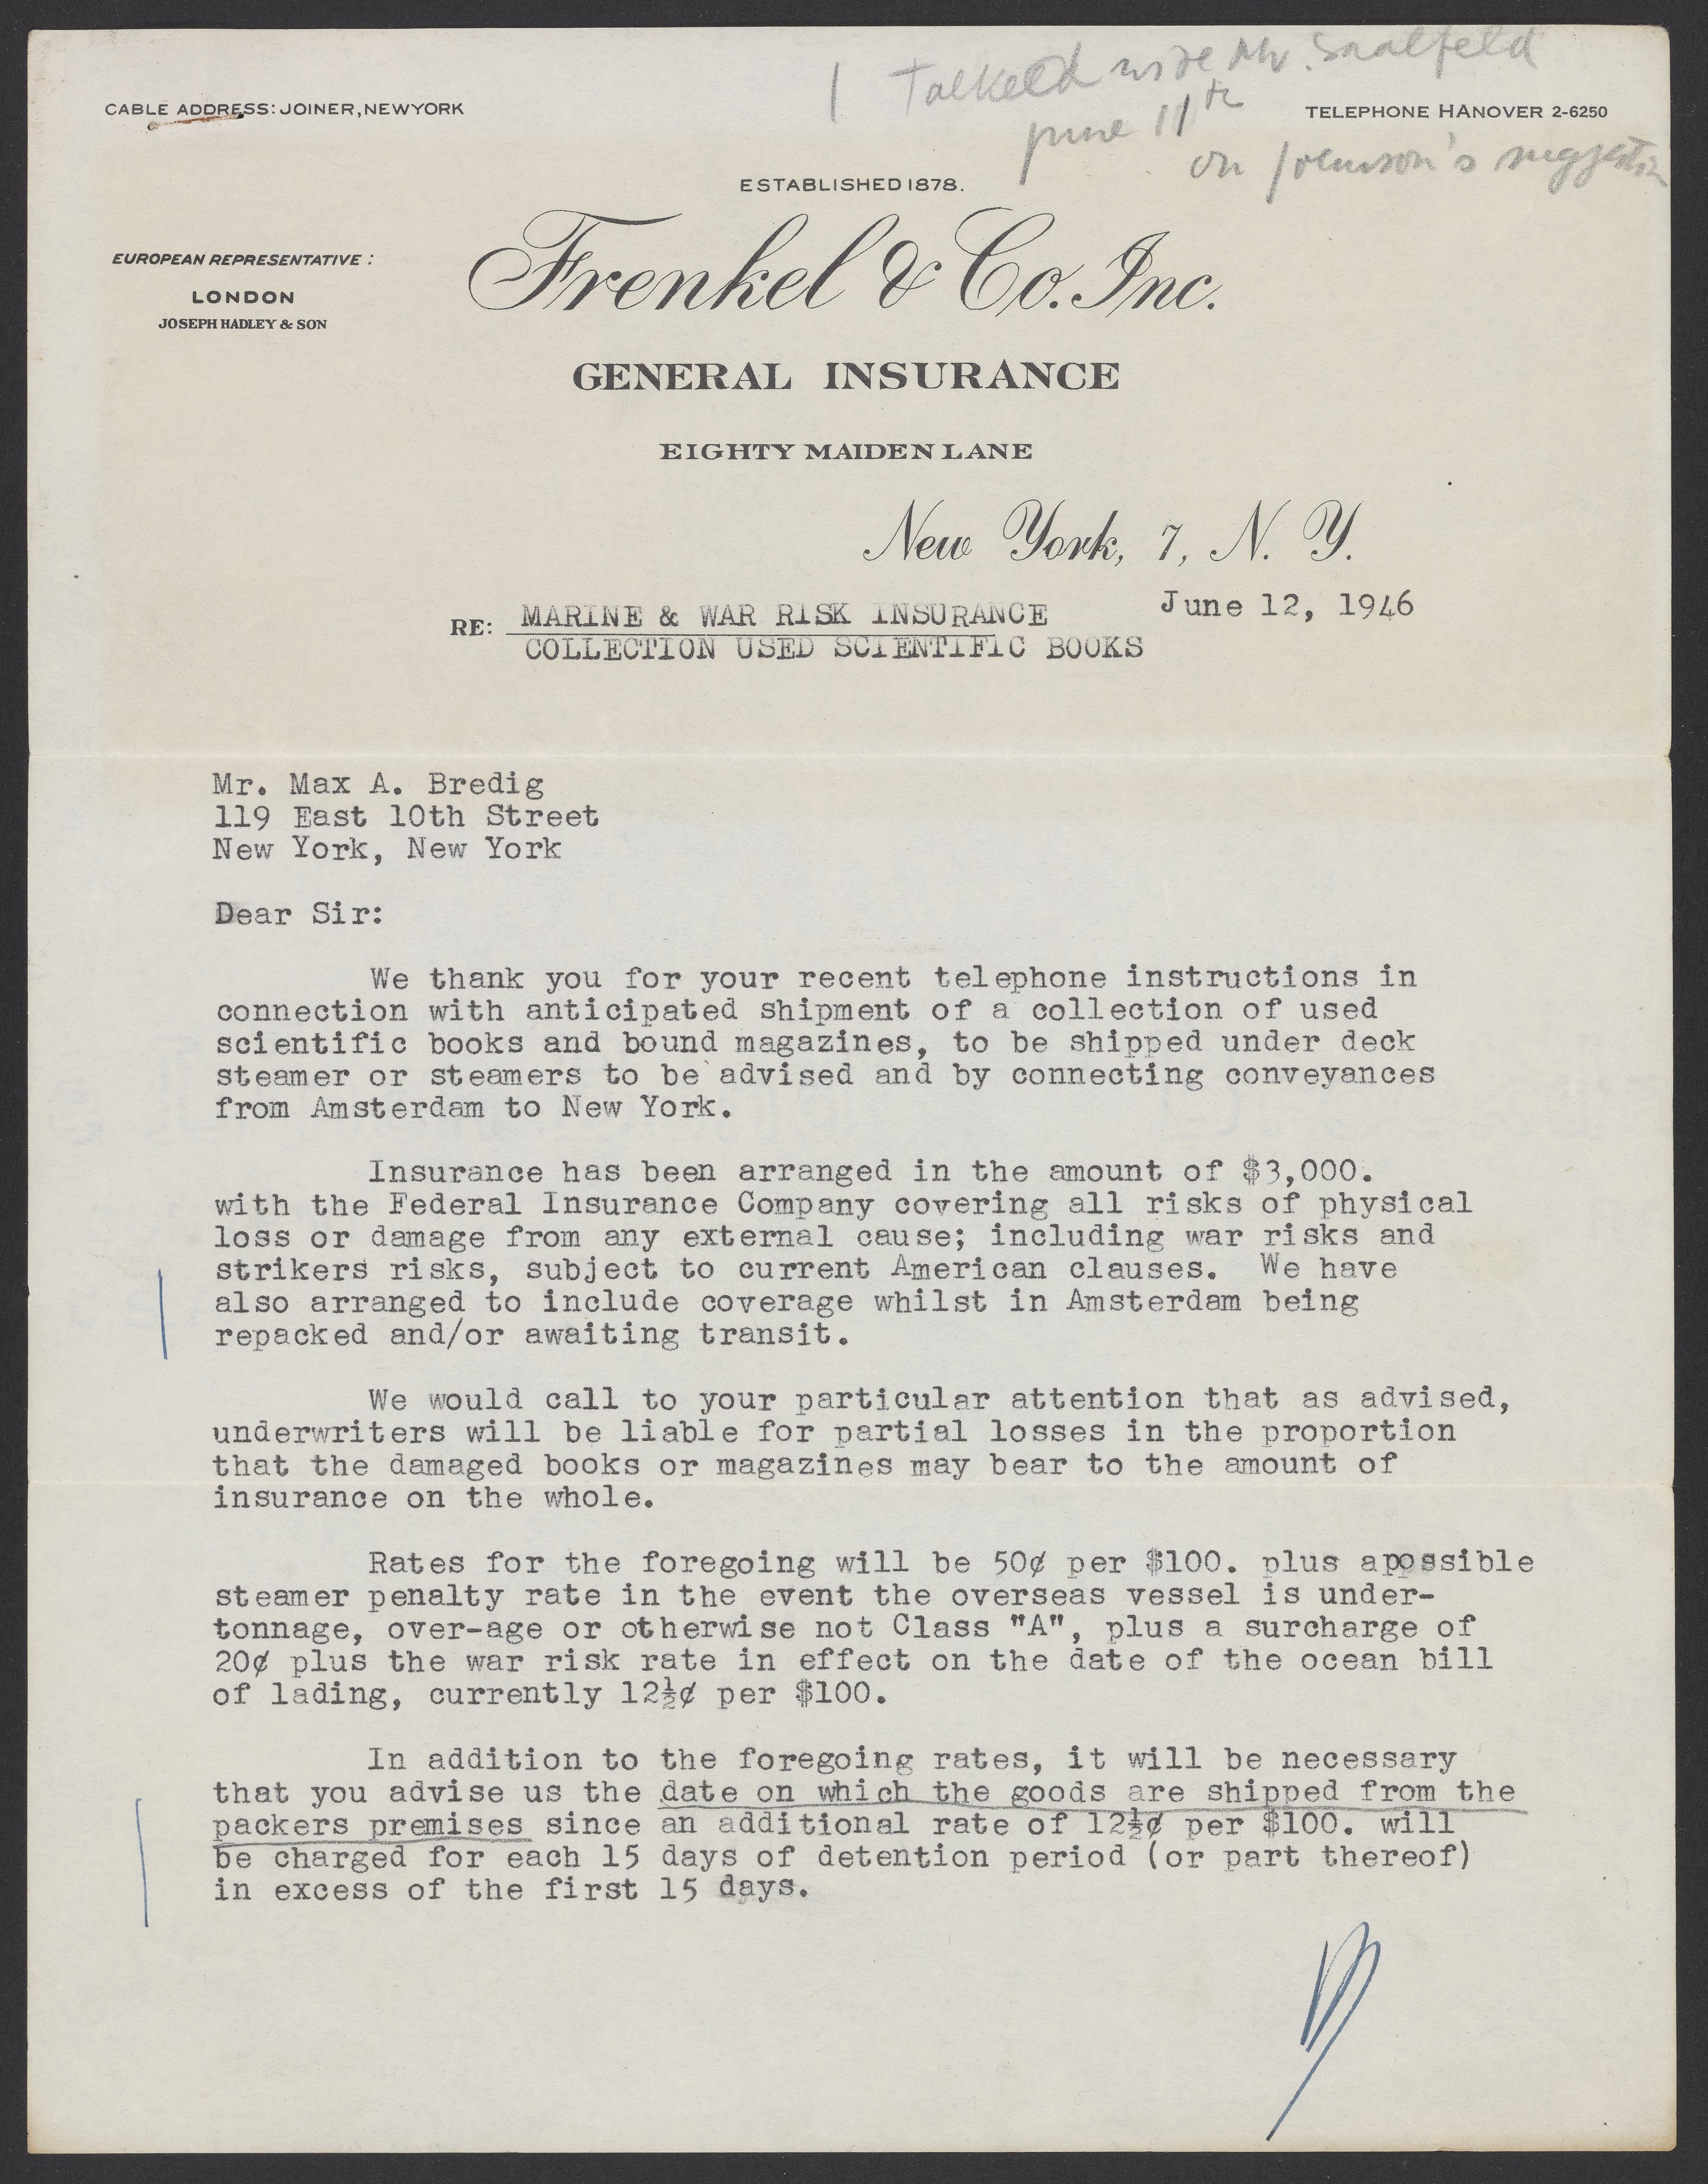 Talked with Mr. Saalfeld
CABLE ADDRESS: JOINER, NEWYORK
TELEPHONE HANOVER 2-6250
june 11th
on suggestion
ESTABLISHED 1878.
Frenkel & Co. Inc.
EUROPEAN REPRESENTATIVE :
LONDON
JOSEPH HADLEY & SON
GENERAL INSURANCE
EIGHTY MAIDEN LANE
New York, 7, N. Y.
June 12, 1946
RE: MARINE & WAR RISK INSURANCE
COLLECTION USED SCIENTIFIC BOOKS
Mr. Max A. Bredig
119 East 10th Street
New York, New York
Dear Sir:
We thank you for your recent telephone instructions in
connection with anticipated shipment of a collection of used
scientific books and bound magazines, to be shipped under deck
steamer or steamers to be advised and by connecting conveyances
from Amsterdam to New York.
Insurance has been arranged in the amount of $3,000.
with the Federal Insurance Company covering all risks of physical
loss or damage from any external cause; including war risks and
strikers risks, subject to current American clauses. We have
also arranged to include coverage whilst in Amsterdam being
repacked and/or awaiting transit.
We would call to your particular attention that as advised,
underwriters will be liable for partial losses in the proportion
that the damaged books or magazines may bear to the amount of
insurance on the whole.
Rates for the foregoing will be 50¢ per $100. plus apossible
steamer penalty rate in the event the overseas vessel is under-
tonnage, over-age or otherwise not Class "A", plus a surcharge of
20¢ plus the war risk rate in effect on the date of the ocean bill
of lading, currently 12½¢ per $100.
In addition to the foregoing rates, it will be necessary
that you advise us the date on which the goods are shipped from the
packers premises since an additional rate of 12½¢ per $100. will
be charged for each 15 days of detention period (or part thereof)
in excess of the first 15 days.